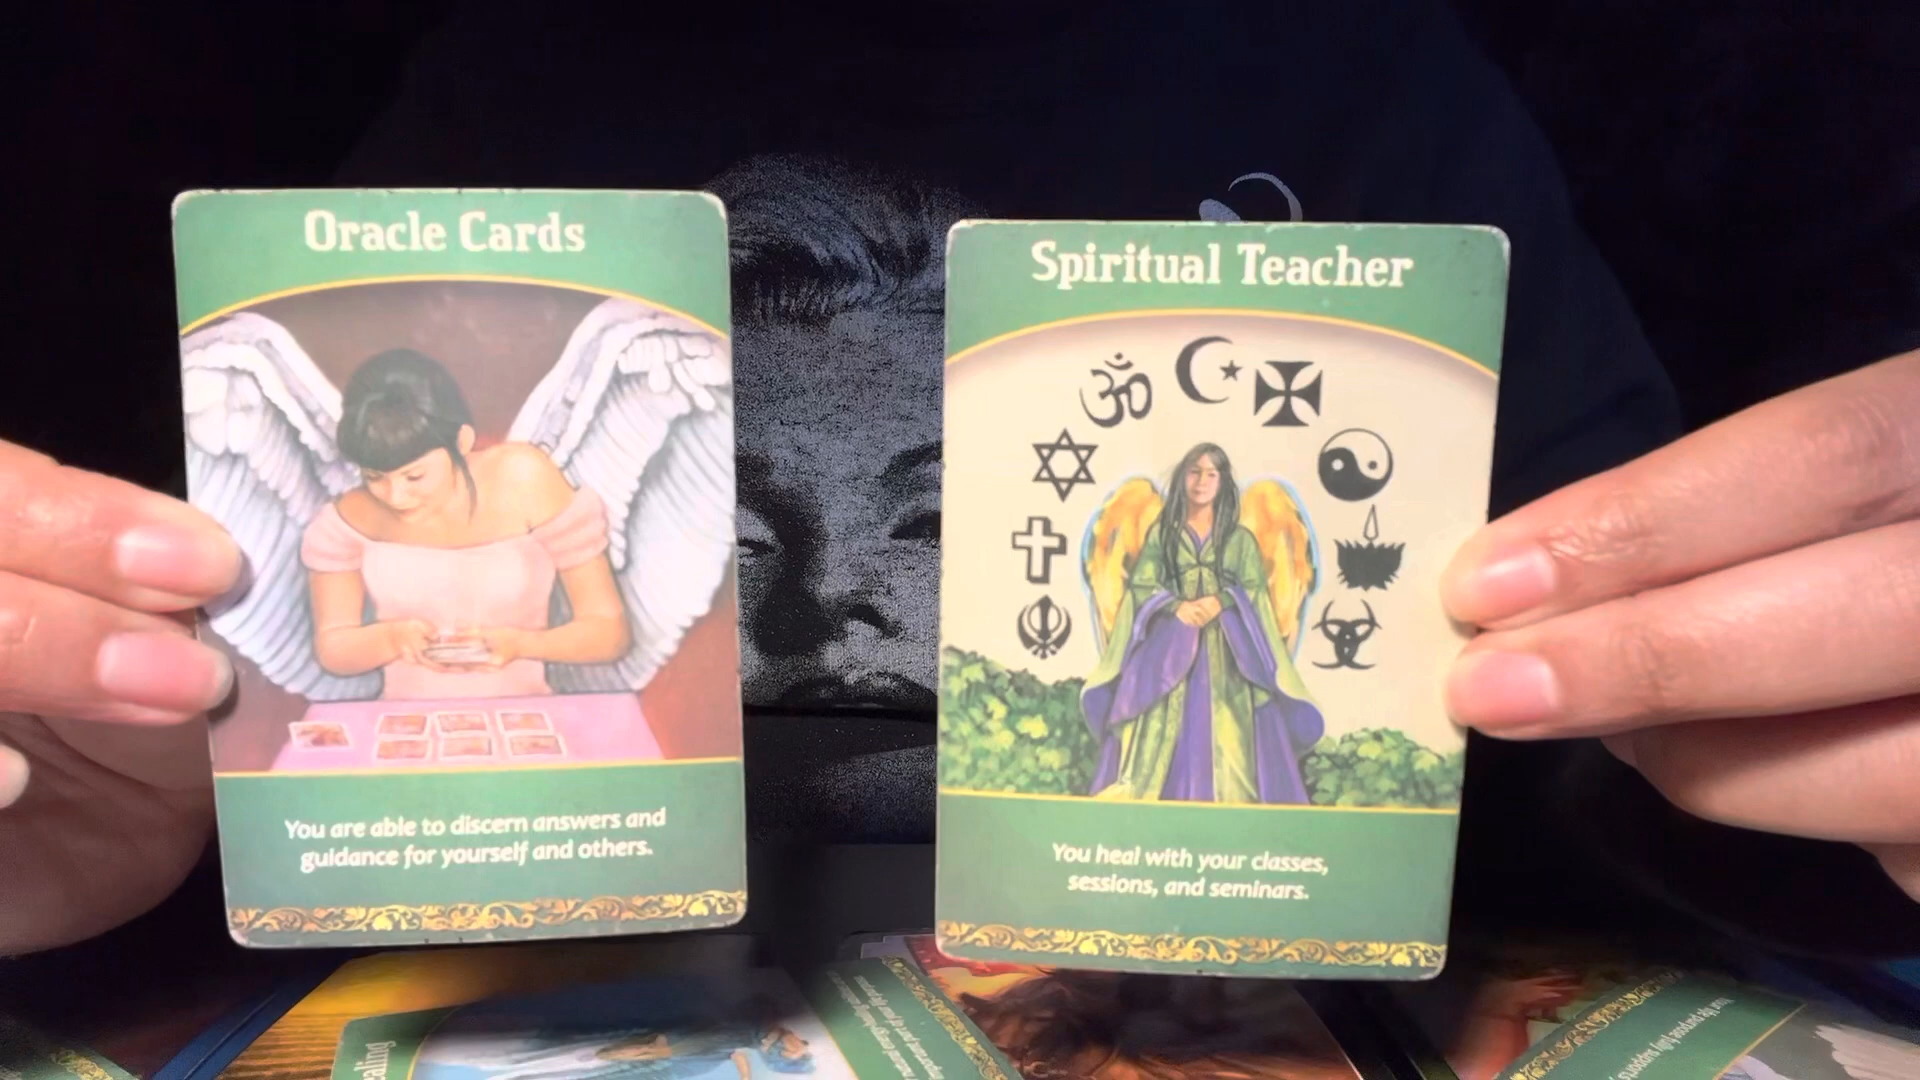 Oracle Cards
You are able to discern answers and
guidance for yourself and others.
Spiritual Teacher
You heal with your classes,
sessions, and seminars.